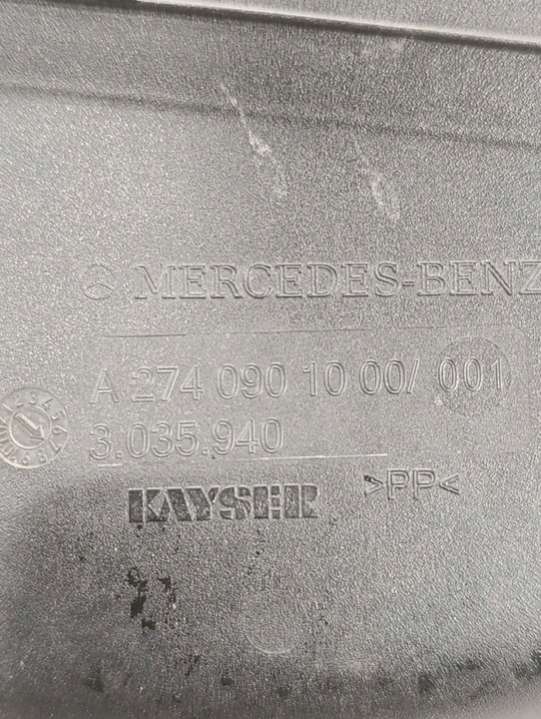 MERCEDES-BENZ
A 274 090 10 00/ 001
3.035.940
KAYSER >PP<